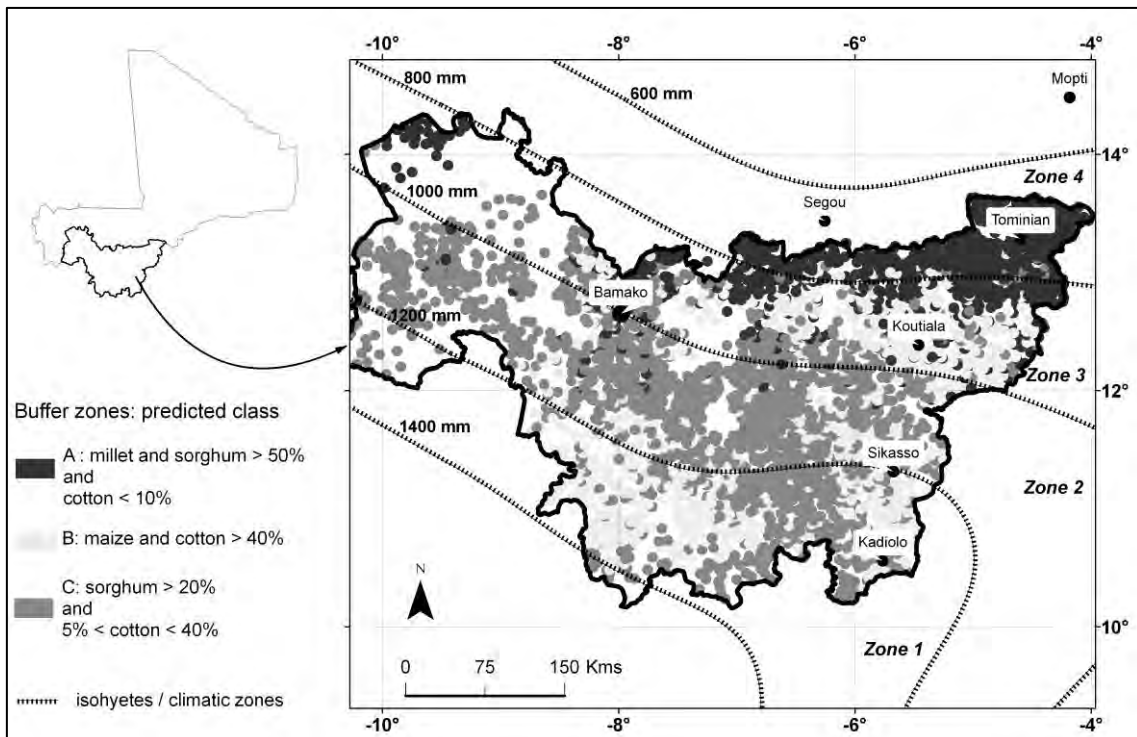 -10°
-8°
-6°
-4°
800 mm
600 mm
Mopti
14°
1000 mm
Zone 4
Segou
Tominian
Bamako
1200 mm
Koutiala
Zone 3
12°
Buffer zones: predicted class
1400 mm
A : millet and sorghum > 50%
and
cotton < 10%
Sikasso
Zone 2
B: maize and cotton > 40%
Kadiolo
C: sorghum > 20%
and
5% < cotton < 40%
N
10°
Zone 1
0 75 150 Kms
isohyetes / climatic zones
-10°
-8°
-6°
-4°